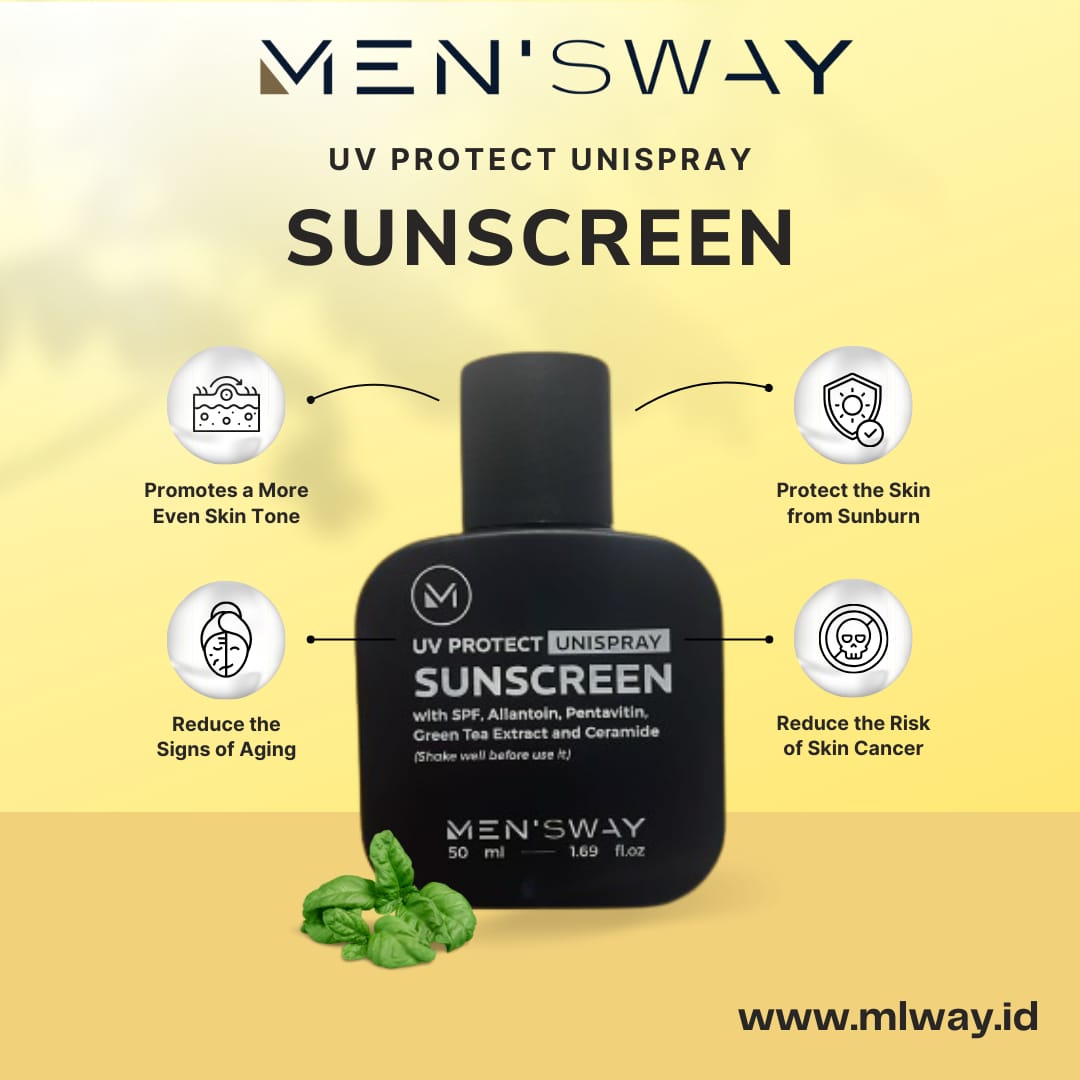 MEN'SWAY
UV PROTECT UNISPRAY
SUNSCREEN
Promotes a More
Even Skin Tone
Protect the Skin
from Sunburn
Reduce the
Signs of Aging
Reduce the Risk
of Skin Cancer
M
UV PROTECT UNISPRAY
SUNSCREEN
with SPF, Allantoin, Pentavitin,
Green Tea Extract and Ceramide
(Shake well before use it)
MEN'SWAY
50 ml — 1.69 fl.oz
www.mlway.id